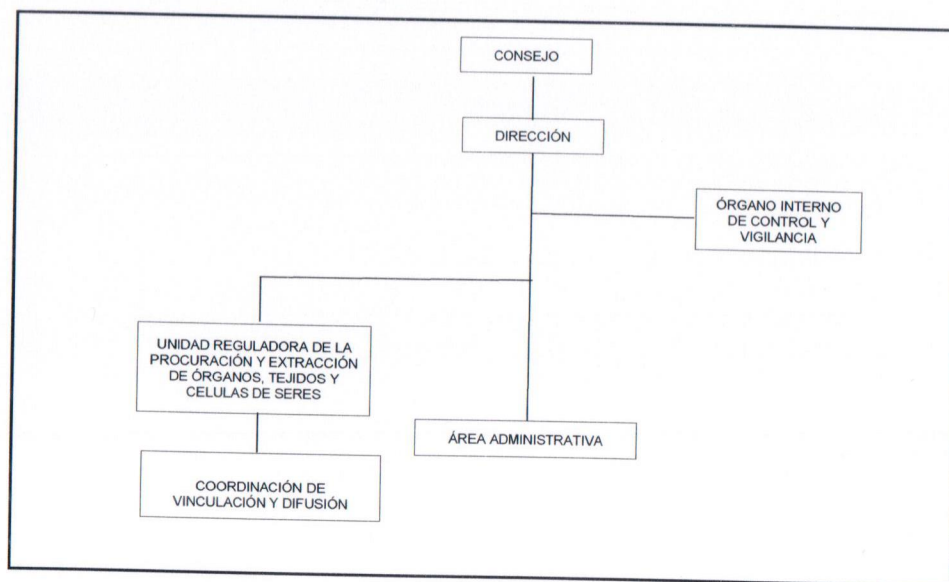 CONSEJO
DIRECCIÓN
ÓRGANO INTERNO
DE CONTROL Y
VIGILANCIA
UNIDAD REGULADORA DE LA
PROCURACIÓN Y EXTRACCIÓN
DE ÓRGANOS, TEJIDOS Y
CELULAS DE SERES
ÁREA ADMINISTRATIVA
COORDINACIÓN DE
VINCULACIÓN Y DIFUSIÓN